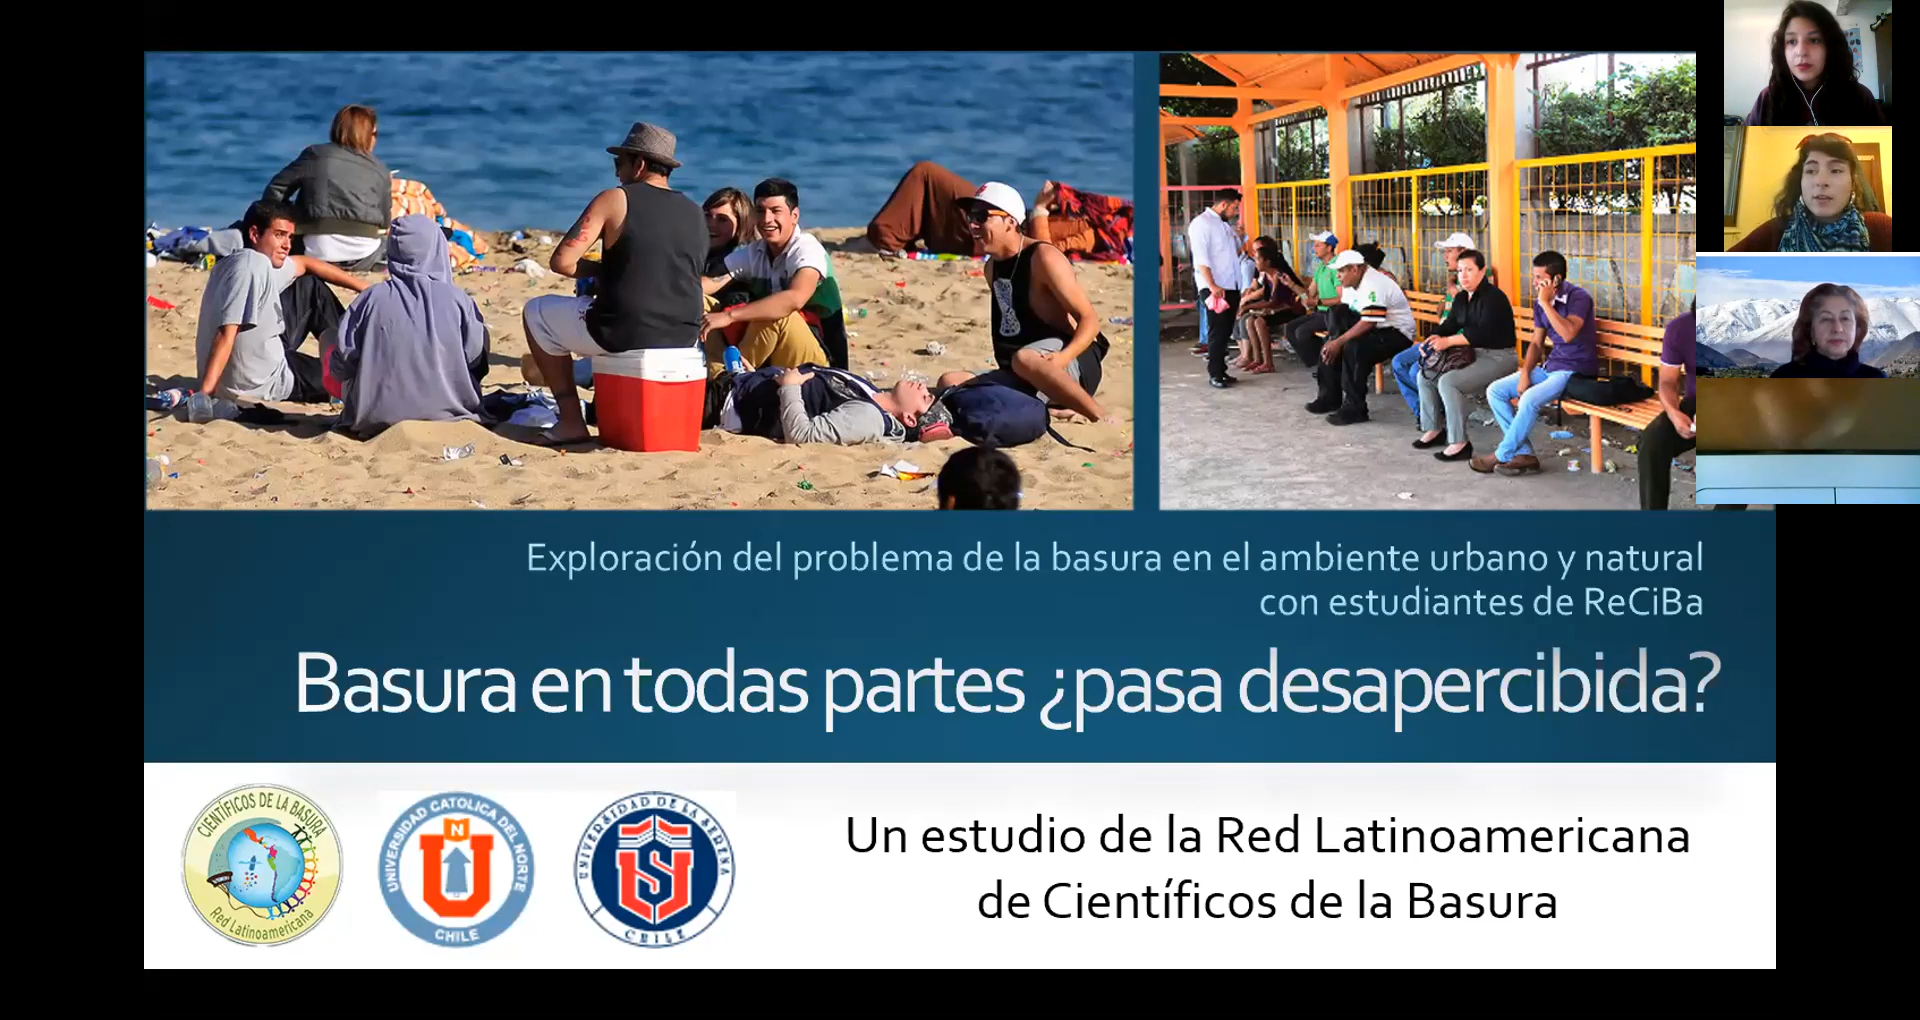 Exploración del problema de la basura en el ambiente urbano y natural
con estudiantes de ReCiBa
Basura en todas partes ¿pasa desapercibida?
CIENTÍFICOS DE LA BASURA
Red Latinoamericana
UNIVERSIDAD CATOLICA DEL NORTE
N
CHILE
UNIVERSIDAD DE LA SERENA
CHILE
Un estudio de la Red Latinoamericana
de Científicos de la Basura